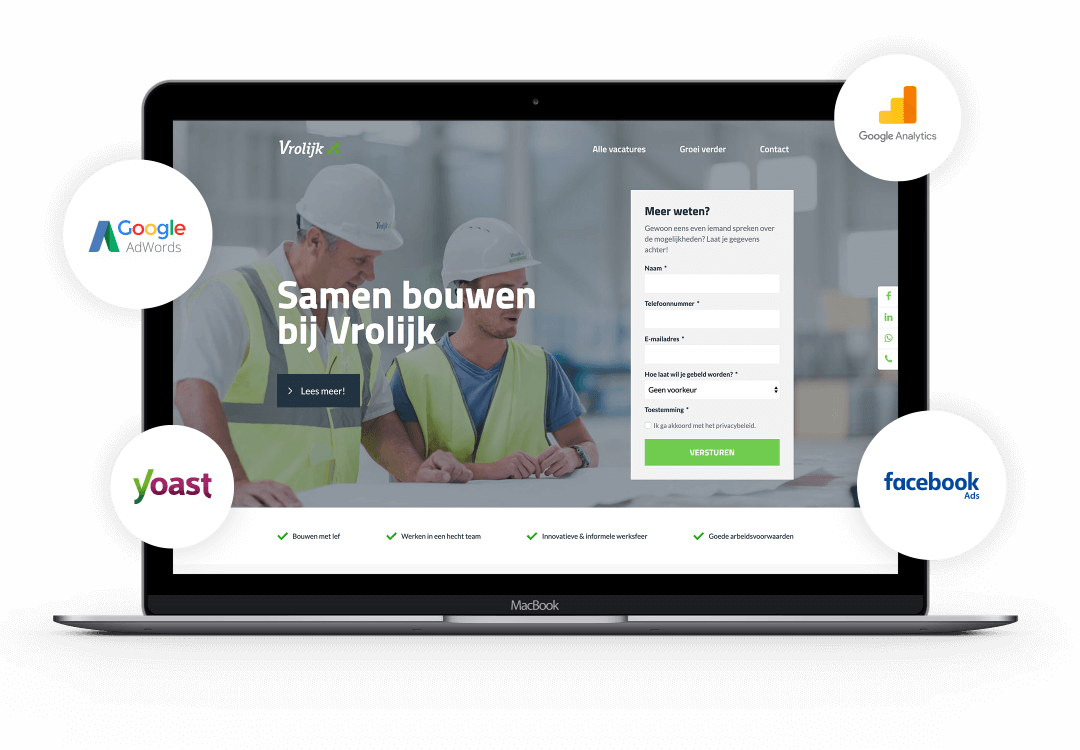 Google Analytics
Vrolijk
Alle vacatures
Groei verder
Contact
Google
AdWords
Samen bouwen
bij Vrolijk
Lees meer!
Meer weten?
Gewoon eens even iemand spreken over
de mogelijkheden? Laat je gegevens
achter!
Naam *
Telefoonnummer *
E-mailadres *
Hoe laat wil je gebeld worden? *
Geen voorkeur
Toestemming *
Ik ga akkoord met het privacybeleid.
VERSTUREN
yoast
facebook
Ads
Bouwen met lef
Werken in een hecht team
Innovatieve & informele werksfeer
Goede arbeidsvoorwaarden
MacBook